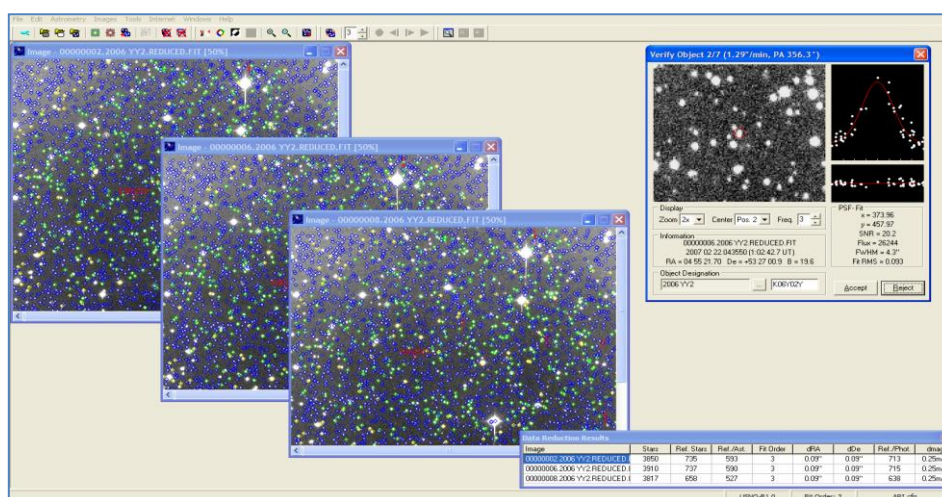 File Edit Astrometry Images Tools Internet Windows Help
3
Image - 00000002.2006 YY2.REDUCED.FIT [50%]
Image - 00000006.2006 YY2.REDUCED.FIT [50%]
Image - 00000008.2006 YY2.REDUCED.FIT [50%]
Verify Object 2/7 (1.29"/min, PA 356.3°)
Display
Zoom 2x Center Pos. 2 Freq. 3
Information
00000006.2006 YY2.REDUCED.FIT
2007 02 22.043550 (1:02:42.7 UT)
RA = 04 55 21.70 De = +53 27 00.9 B = 19.6
Object Designation
2006 YY2 ... K06Y02Y
PSF-Fit
x = 373.96
y = 457.97
SNR = 20.2
Flux = 26244
FWHM = 4.3"
Fit RMS = 0.093
Accept Reject
Data Reduction Results
Image Stars Ref. Stars Ref./Ast. Fit Order dRA dDe Ref./Phot. dmag
00000002.2006 YY2.REDUCED.F 3850 735 593 3 0.09" 0.09" 713 0.25m
00000006.2006 YY2.REDUCED.F 3910 737 590 3 0.09" 0.09" 715 0.25m
00000008.2006 YY2.REDUCED.F 3817 658 527 3 0.09" 0.09" 638 0.25m